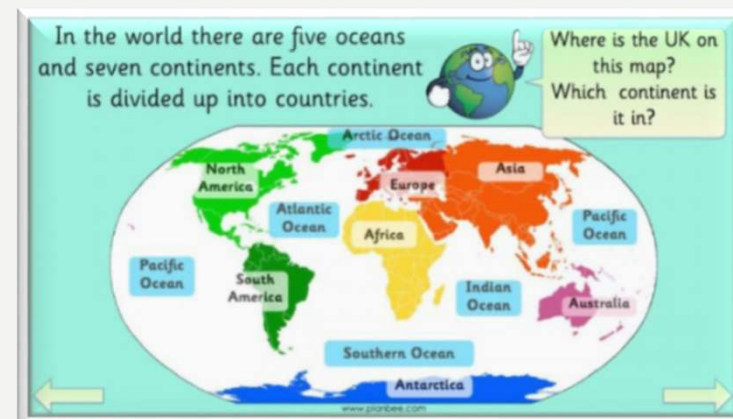 In the world there are five oceans
and seven continents. Each continent
is divided up into countries.
Where is the UK on
this map?
Which continent is
it in?
Arctic Ocean
North
America
Europe
Asia
Atlantic
Ocean
Africa
Pacific
Ocean
Pacific
Ocean
South
America
Indian
Ocean
Australia
Southern Ocean
Antarctica
www.planbee.com